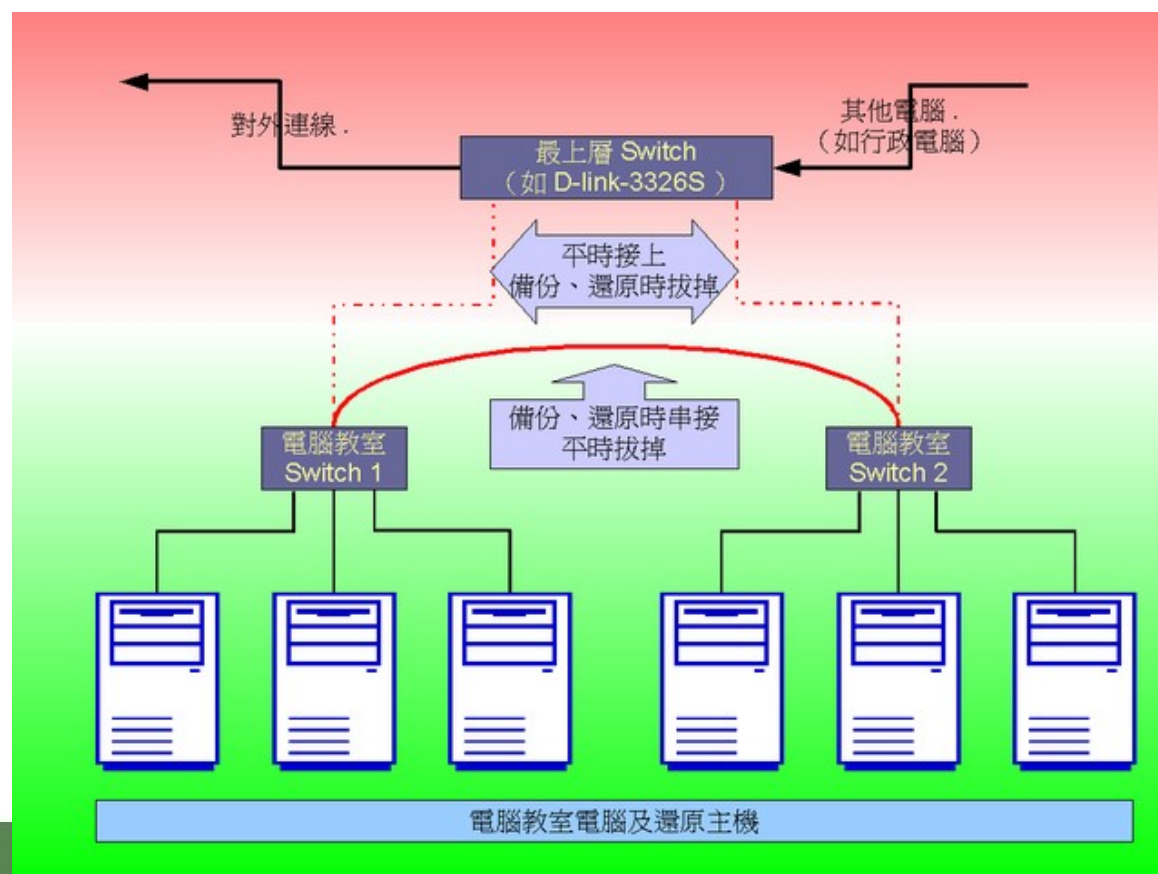 對外連線.
其他電腦.
（如行政電腦）
最上層 Switch
（如 D-link-3326S ）
平時接上
備份、還原時拔掉
備份、還原時串接
平時拔掉
電腦教室
Switch 1
電腦教室
Switch 2
電腦教室電腦及還原主機